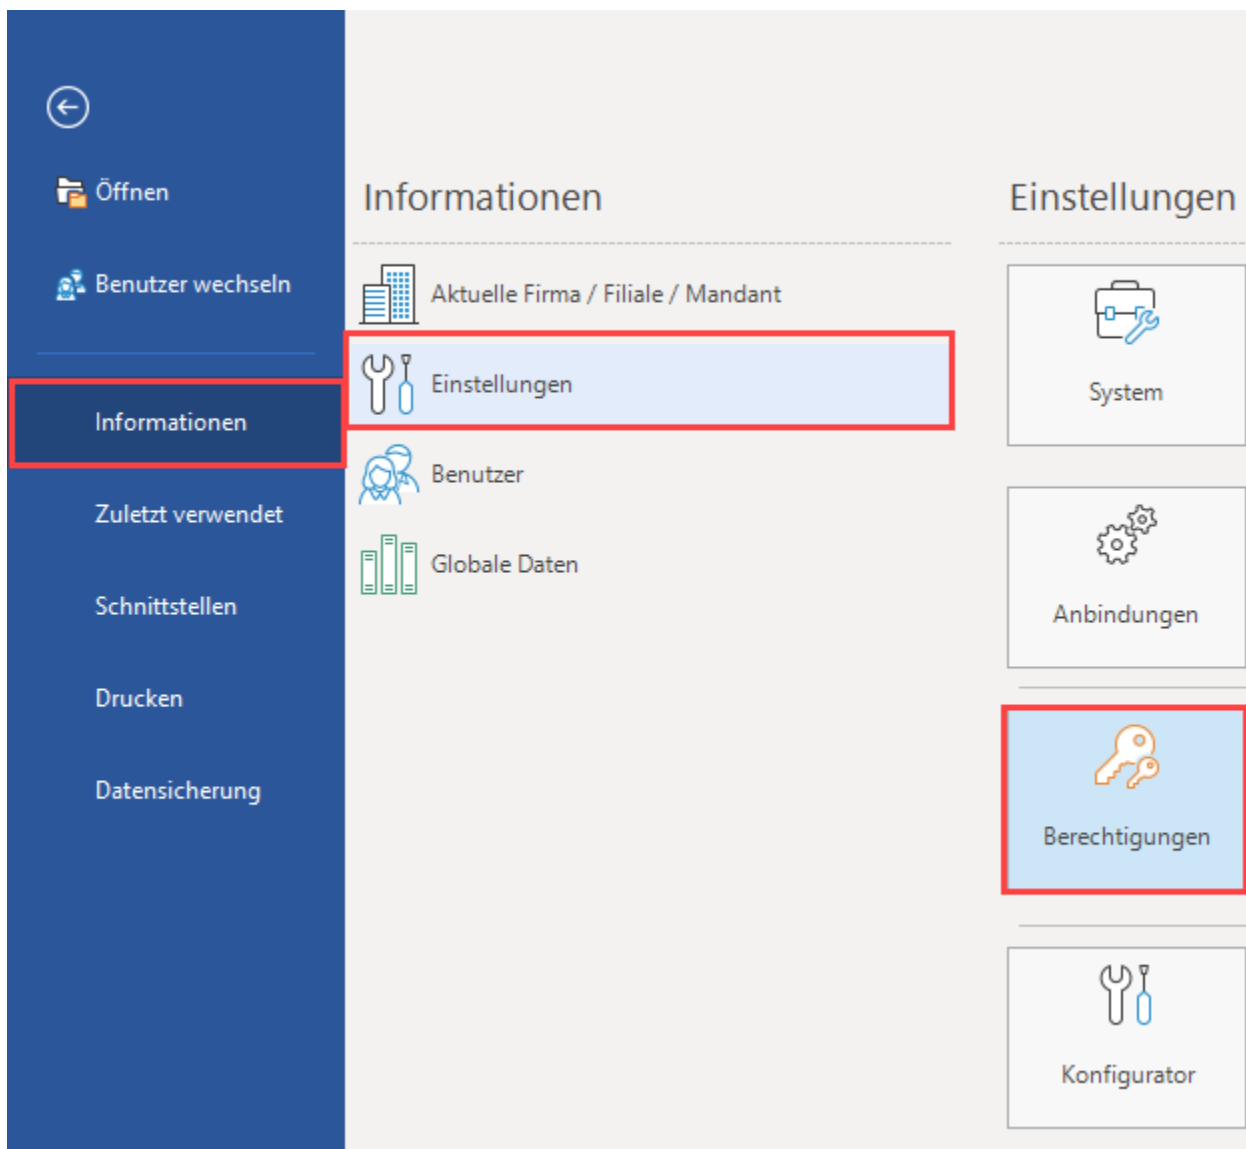 Öffnen
Benutzer wechseln
Informationen
Zuletzt verwendet
Schnittstellen
Drucken
Datensicherung
Informationen
Aktuelle Firma / Filiale / Mandant
Einstellungen
Benutzer
Globale Daten
Einstellungen
System
Anbindungen
Berechtigungen
Konfigurator